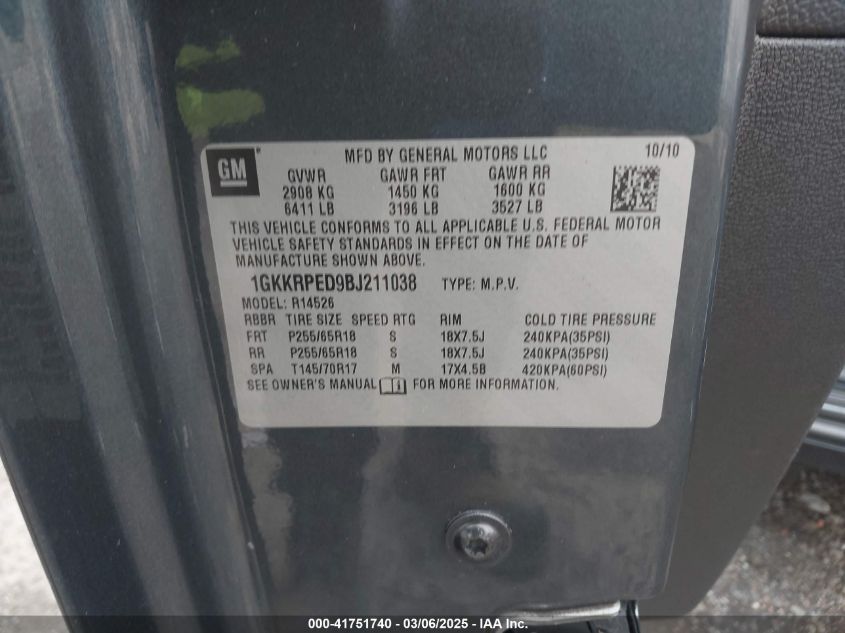 GM
MFD BY GENERAL MOTORS LLC 10/10
GVWR GAWR FRT GAWR RR
2908 KG 1450 KG 1600 KG
6411 LB 3196 LB 3527 LB
THIS VEHICLE CONFORMS TO ALL APPLICABLE U.S. FEDERAL MOTOR
VEHICLE SAFETY STANDARDS IN EFFECT ON THE DATE OF
MANUFACTURE SHOWN ABOVE.
1GKKRPED9BJ211038 TYPE: M.P.V.
MODEL: R14526
RBBR TIRE SIZE SPEED RTG RIM COLD TIRE PRESSURE
FRT P255/65R18 S 18X7.5J 240KPA(35PSI)
RR P255/65R18 S 18X7.5J 240KPA(35PSI)
SPA T145/70R17 M 17X4.5B 420KPA(60PSI)
SEE OWNER'S MANUAL FOR MORE INFORMATION.
000-41751740 - 03/06/2025 - IAA Inc.